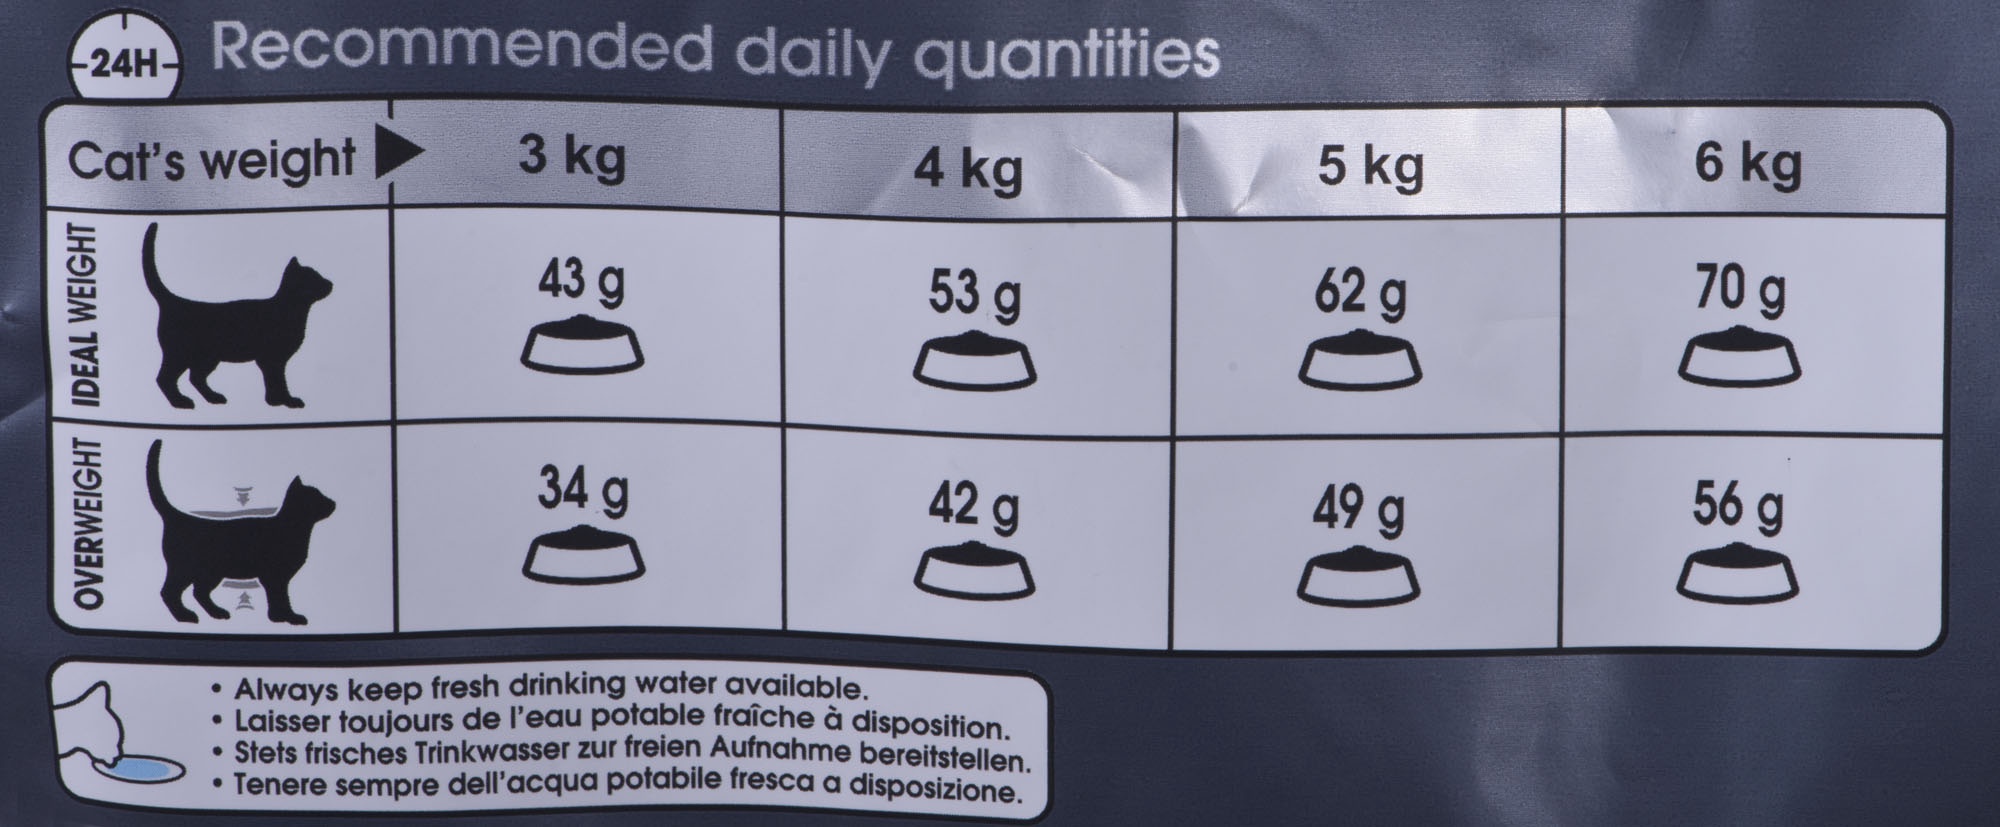 24H
Recommended daily quantities
Cat's weight 3 kg 4 kg 5 kg 6 kg
IDEAL WEIGHT 43 g 53 g 62 g 70 g
OVERWEIGHT 34 g 42 g 49 g 56 g
• Always keep fresh drinking water available.
• Laisser toujours de l'eau potable fraîche à disposition.
• Stets frisches Trinkwasser zur freien Aufnahme bereitstellen.
• Tenere sempre dell'acqua potabile fresca a disposizione.